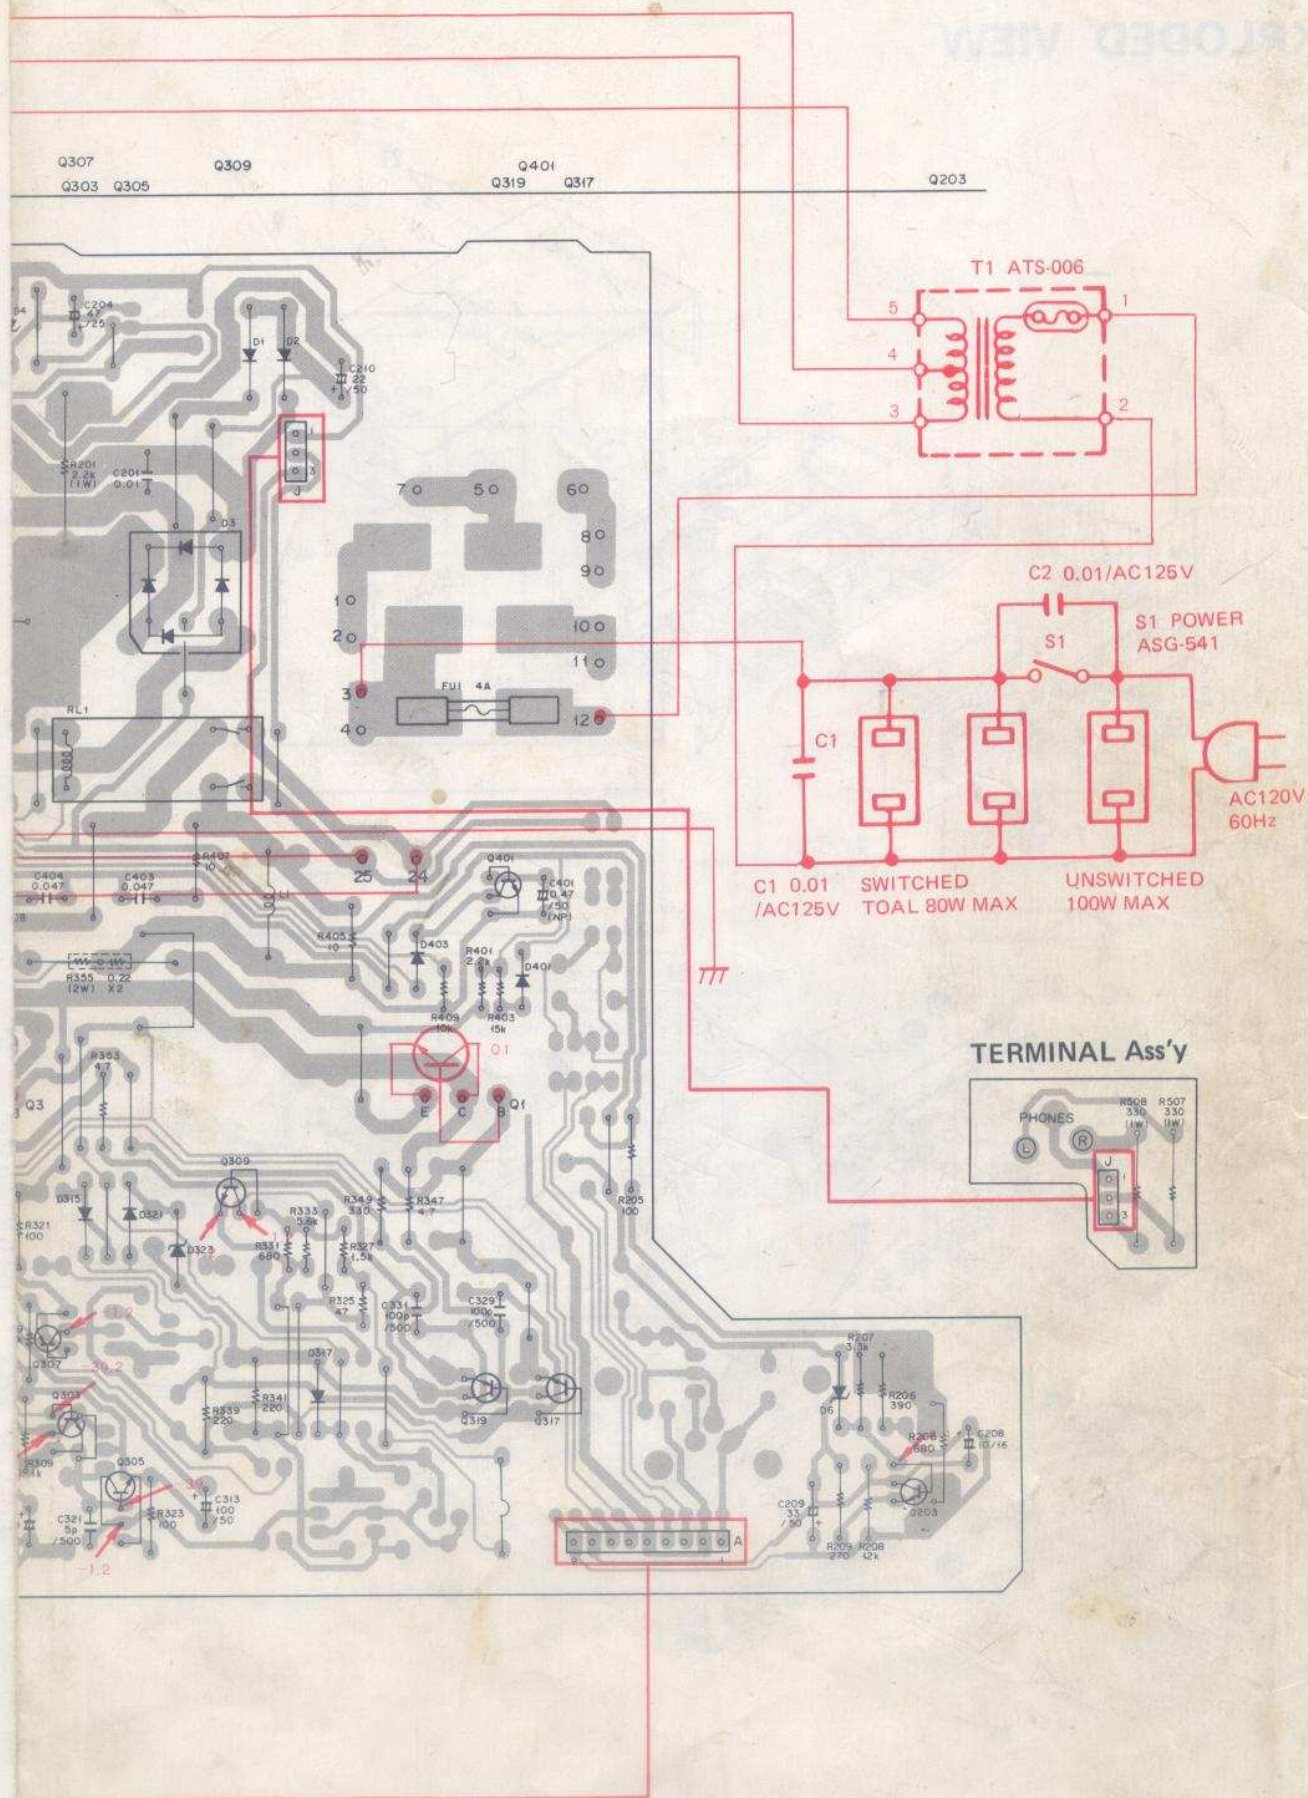 Q307 Q309 Q401
Q303 Q305 Q319 Q317 Q203
T1 ATS-006
5
4
3
1
2
C204
47
/25
D1 D2
C210
22
/50
R201
2.2k
(1W)
C201
0.01
1
3
J
D3
7 5 6
8
9
1
2
10
11
3
4
12
FU1 4A
RL1
C2 0.01/AC125V
S1
S1 POWER
ASG-541
C1
AC120V
60Hz
C1 0.01
/AC125V
SWITCHED
TOAL 80W MAX
UNSWITCHED
100W MAX
R407
10
25 24
Q401
C404
0.047
C403
0.047
L1
C401
0.47
/50
(NP)
R405
10
D403
R401
2.2k
D401
R355
(2W)
0.22
X2
R409
10k
R403
15k
Q1
E C B Q1
Q3
R353
4.7
TERMINAL Ass'y
PHONES
L R
R508
330
(1W)
R507
330
(1W)
J
1
3
Q309
D315
D321
R321
100
D323
R333
5.6k
R331
680
R349
330
R347
4.7
R327
1.5k
R205
100
R325
47
C331
100p
/500
C329
100p
/500
-1.2
Q307
-39.2
D317
Q303
R339
220
R341
220
Q319 Q317
R207
3.3k
D6
R206
390
C208
10/16
R309
Q305
C321
5p
/500
R323
100
C313
100
/50
-1.2
C209
33
/50
R209
270
R208
12k
Q203
A
9 1